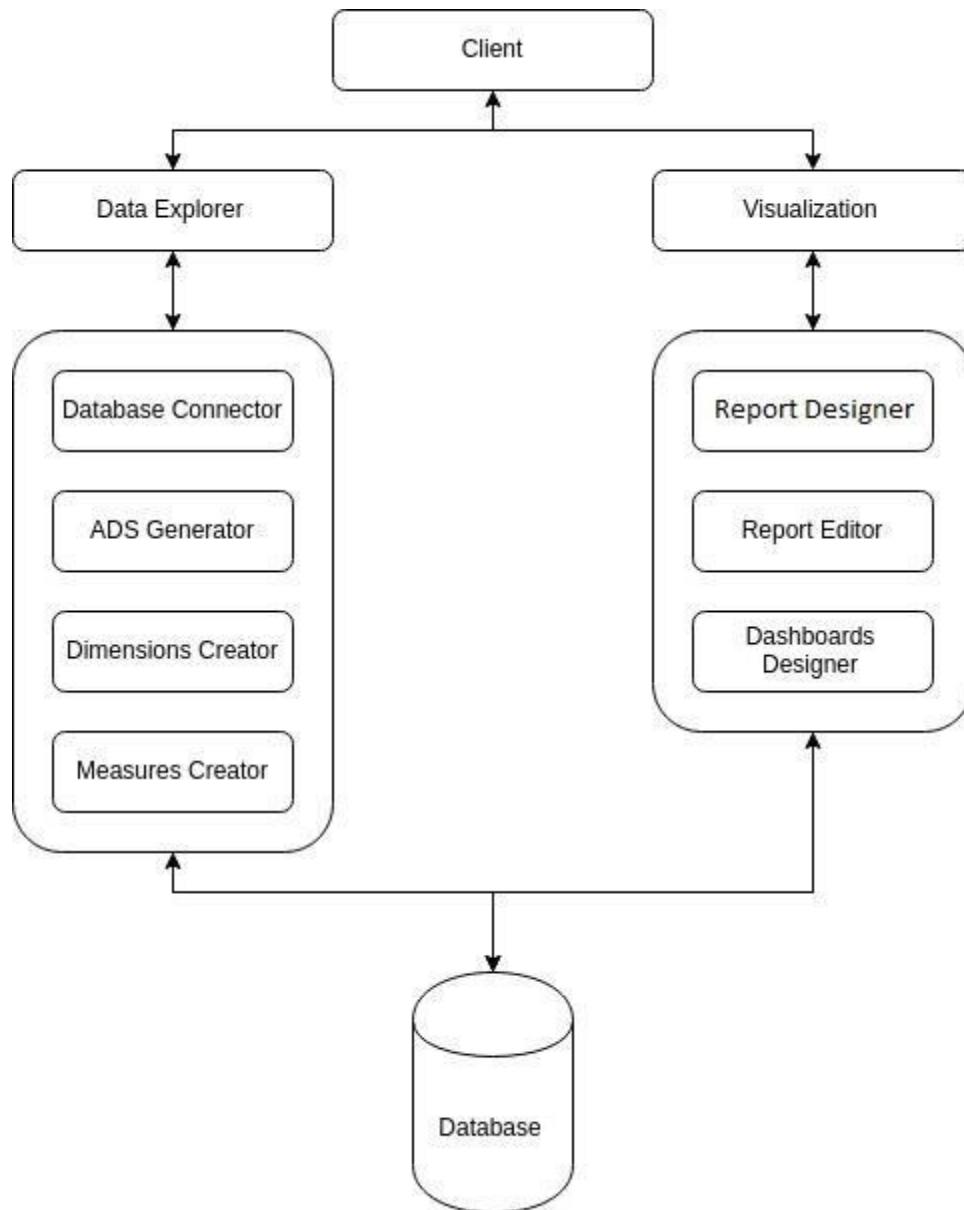 Client
Data Explorer
Visualization
Database Connector
Report Designer
ADS Generator
Report Editor
Dimensions Creator
Dashboards
Designer
Measures Creator
Database